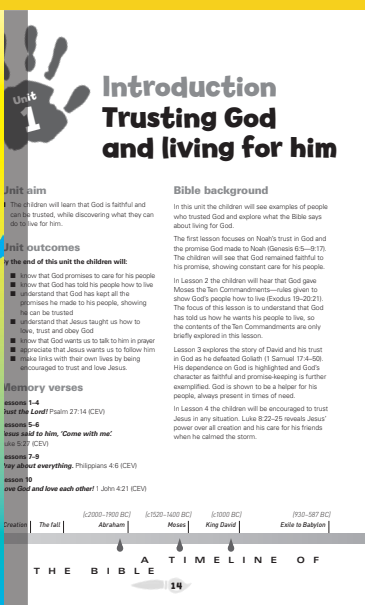 Unit
1
Introduction
Trusting God
and living for him
Unit aim
The children will learn that God is faithful and
can be trusted, while discovering what they can
do to live for him.
Unit outcomes
By the end of this unit the children will:
■ know that God promises to care for his people
■ know that God has told his people how to live
■ understand that God has kept all the
promises he made to his people, showing
he can be trusted
■ understand that Jesus taught us how to
love, trust and obey God
■ know that God wants us to talk to him in prayer
■ appreciate that Jesus wants us to follow him
■ make links with their own lives by being
encouraged to trust and love Jesus.
Memory verses
Lessons 1–4
Trust the Lord! Psalm 27:14 (CEV)
Lessons 5–6
Jesus said to him, 'Come with me.'
Luke 5:27 (CEV)
Lessons 7–9
Pray about everything. Philippians 4:6 (CEV)
Lesson 10
Love God and love each other! 1 John 4:21 (CEV)
Bible background
In this unit the children will see examples of people
who trusted God and explore what the Bible says
about living for God.
The first lesson focuses on Noah's trust in God and
the promise God made to Noah (Genesis 6:5—9:17).
The children will see that God remained faithful to
his promise, showing constant care for his people.
In Lesson 2 the children will hear that God gave
Moses the Ten Commandments—rules given to
show God's people how to live (Exodus 19–20:21).
The focus of this lesson is to understand that God
has told us how he wants his people to live, so
the contents of the Ten Commandments are only
briefly explored in this lesson.
Lesson 3 explores the story of David and his trust
in God as he defeated Goliath (1 Samuel 17:4–50).
His dependence on God is highlighted and God's
character as faithful and promise-keeping is further
exemplified. God is shown to be a helper for his
people, always present in times of need.
In Lesson 4 the children will be encouraged to trust
Jesus in any situation. Luke 8:22–25 reveals Jesus'
power over all creation and his care for his friends
when he calmed the storm.
(c2000–1900 BC) (c1520–1400 BC) (c1000 BC) (930–587 BC)
Creation The fall Abraham Moses King David Exile to Babylon
A TIMELINE OF
THE BIBLE
14